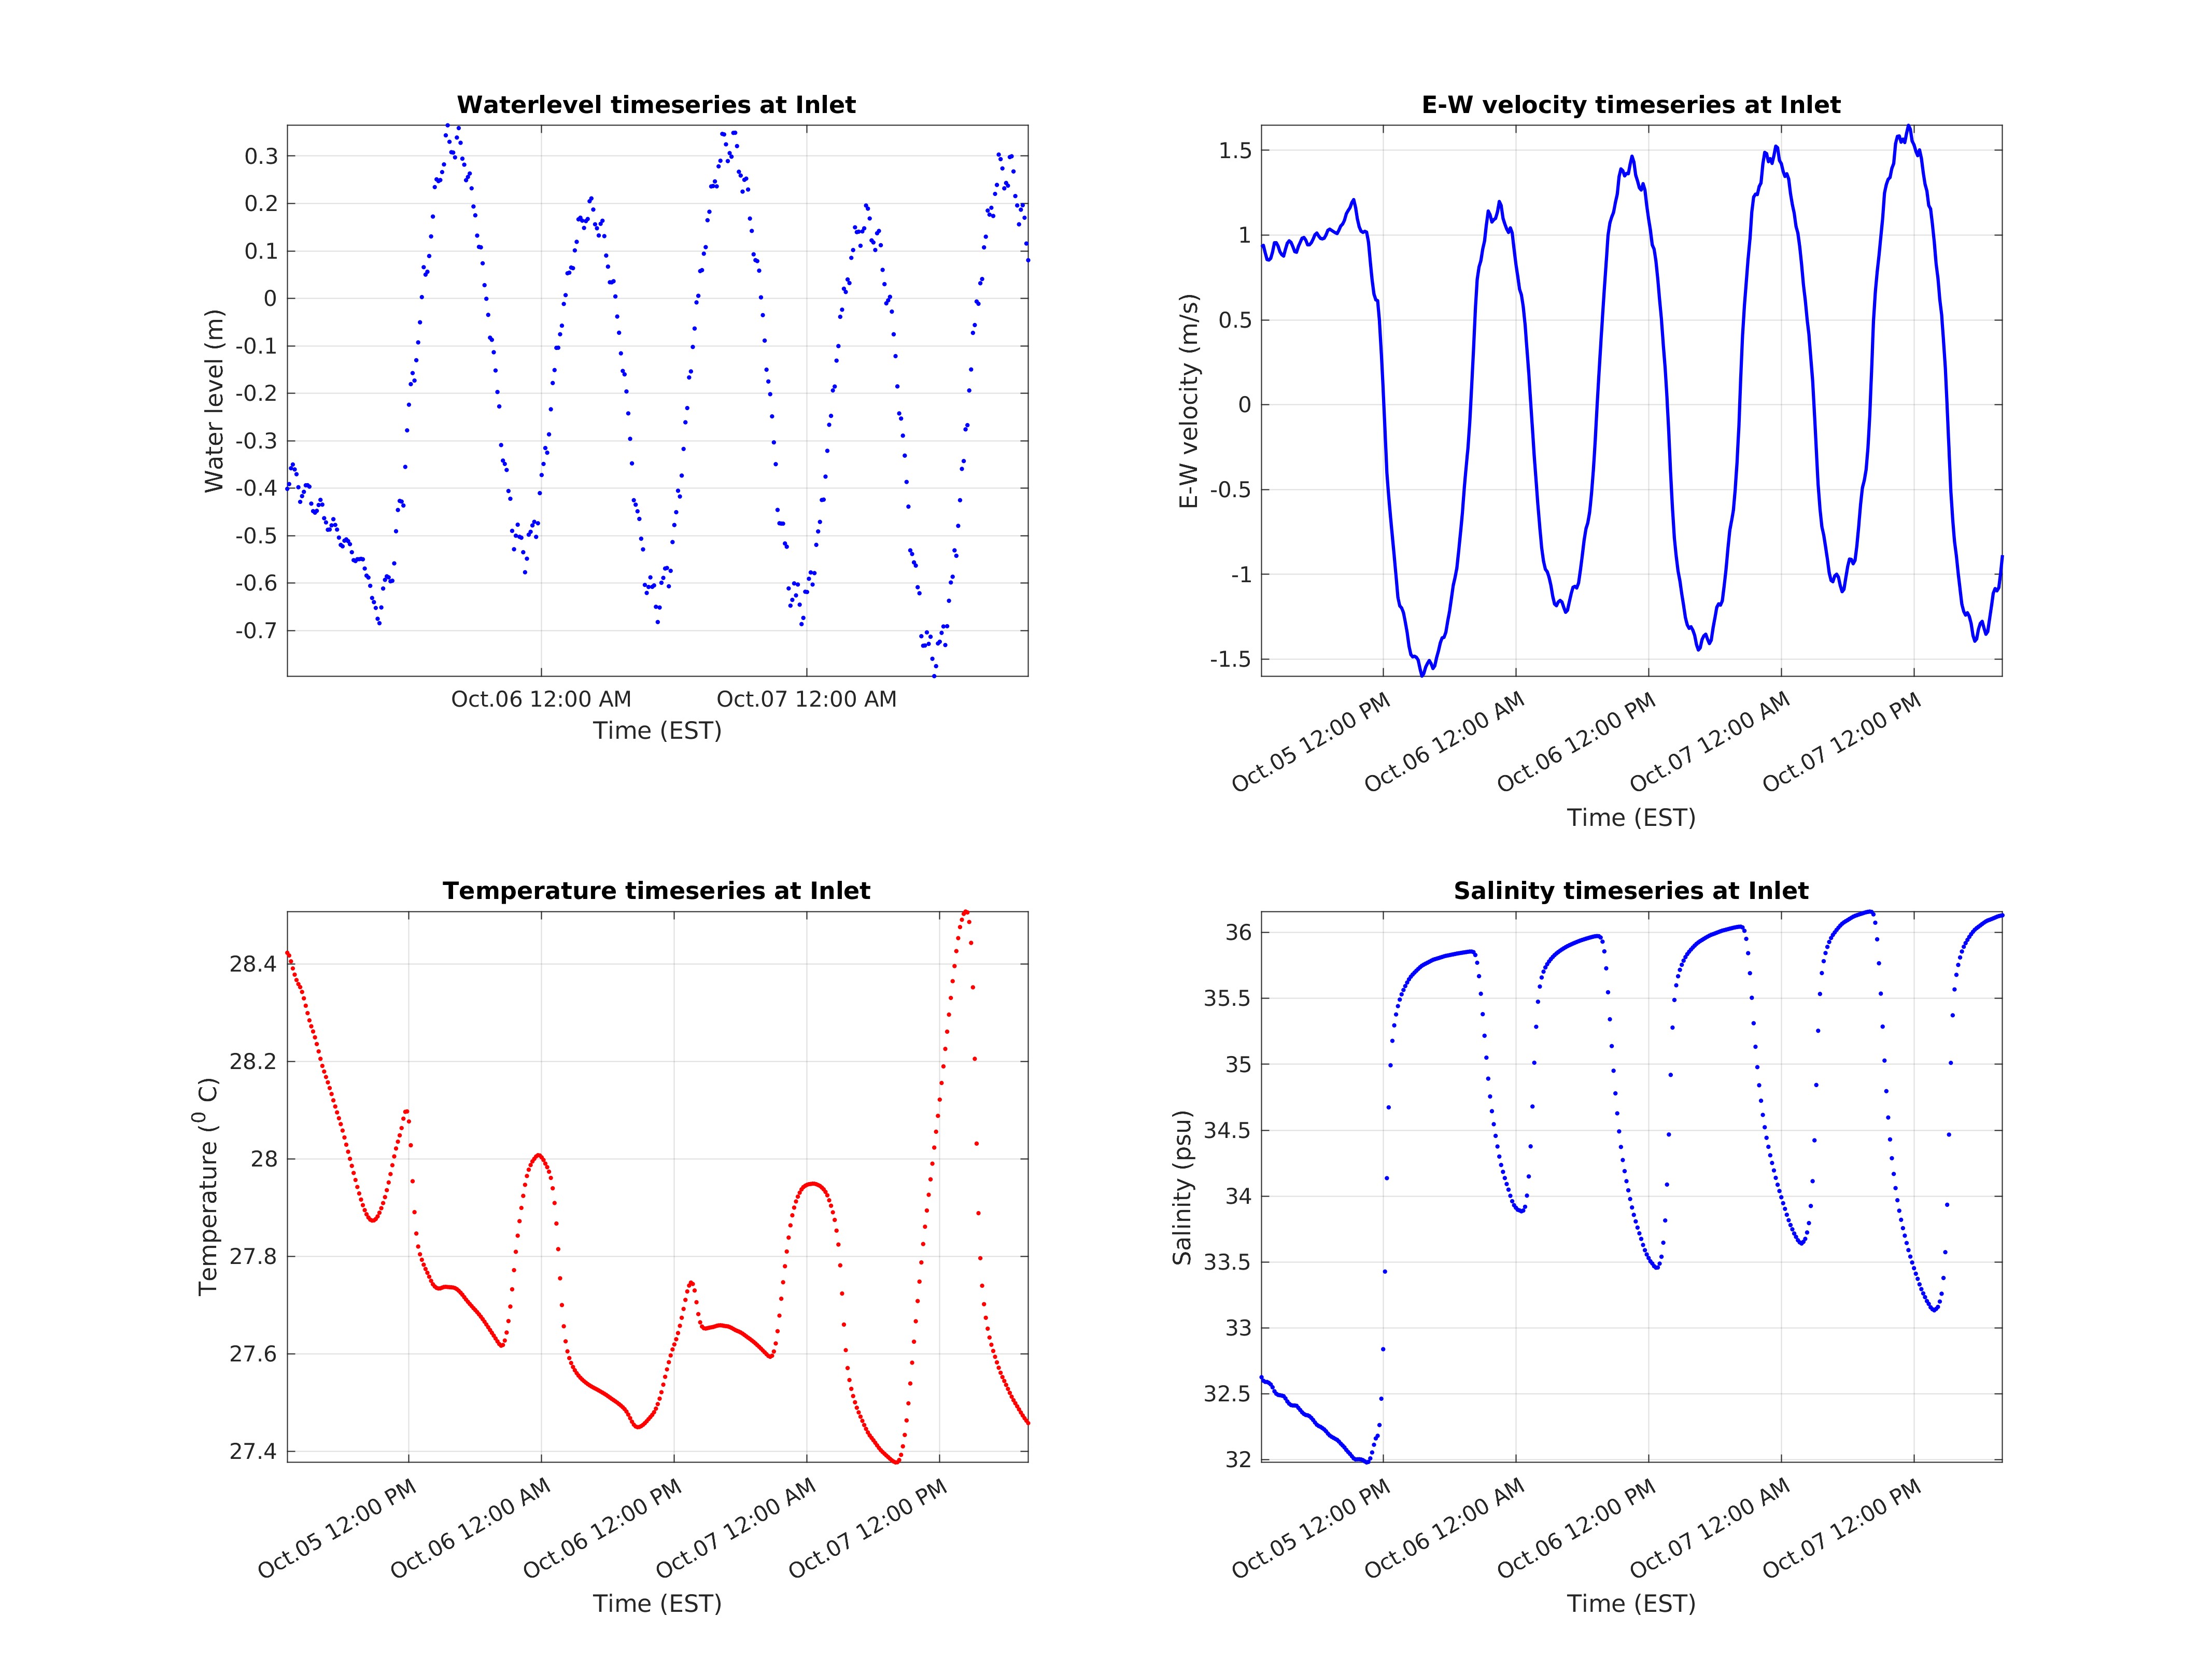 Waterlevel timeseries at Inlet
0.3
0.2
0.1
0
-0.1
-0.2
-0.3
-0.4
-0.5
-0.6
-0.7
Water level (m)
Oct.06 12:00 AM
Oct.07 12:00 AM
Time (EST)
E-W velocity timeseries at Inlet
1.5
1
0.5
0
-0.5
-1
-1.5
E-W velocity (m/s)
Oct.05 12:00 PM
Oct.06 12:00 AM
Oct.06 12:00 PM
Oct.07 12:00 AM
Oct.07 12:00 PM
Time (EST)
Temperature timeseries at Inlet
28.4
28.2
28
27.8
27.6
27.4
Temperature (⁰ C)
Oct.05 12:00 PM
Oct.06 12:00 AM
Oct.06 12:00 PM
Oct.07 12:00 AM
Oct.07 12:00 PM
Time (EST)
Salinity timeseries at Inlet
36
35.5
35
34.5
34
33.5
33
32.5
32
Salinity (psu)
Oct.05 12:00 PM
Oct.06 12:00 AM
Oct.06 12:00 PM
Oct.07 12:00 AM
Oct.07 12:00 PM
Time (EST)